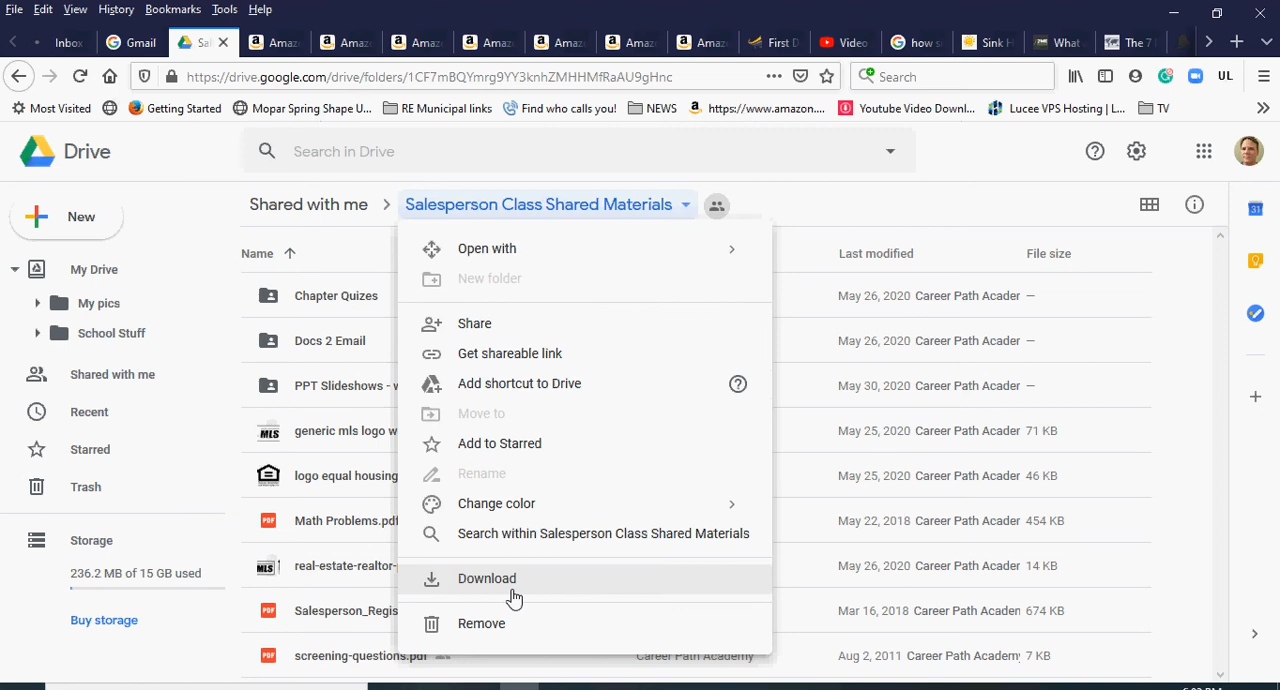 File Edit View History Bookmarks Tools Help
Inbox Gmail Sal Amaz Amaz Amaz Amaz Amaz Amaz Amaz First D Video how s Sink H What The 7
https://drive.google.com/drive/folders/1CF7mBQYmrg9YY3knhZMHHMfRaAU9gHnc Search UL
Most Visited Getting Started Mopar Spring Shape U... RE Municipal links Find who calls you! NEWS https://www.amazon.... Youtube Video Downl... Lucee VPS Hosting | L... TV
Drive Search in Drive
New Shared with me > Salesperson Class Shared Materials
Name Last modified File size
My Drive
My pics
School Stuff
Shared with me
Recent
Starred
Trash
Storage
236.2 MB of 15 GB used
Buy storage
Open with
New folder
Share
Get shareable link
Add shortcut to Drive
Move to
Add to Starred
Rename
Change color
Search within Salesperson Class Shared Materials
Download
Remove
Chapter Quizes May 26, 2020 Career Path Acader —
Docs 2 Email May 26, 2020 Career Path Acader —
PPT Slideshows - w May 30, 2020 Career Path Acader —
MLS generic mls logo w May 25, 2020 Career Path Acader 71 KB
logo equal housing May 25, 2020 Career Path Acader 46 KB
PDF Math Problems.pdf May 22, 2018 Career Path Acader 454 KB
MLS real-estate-realtor- May 26, 2020 Career Path Acader 14 KB
PDF Salesperson_Regis Mar 16, 2018 Career Path Academ 674 KB
PDF screening-questions.pdf Career Path Academy Aug 2, 2011 Career Path Academy 7 KB
31